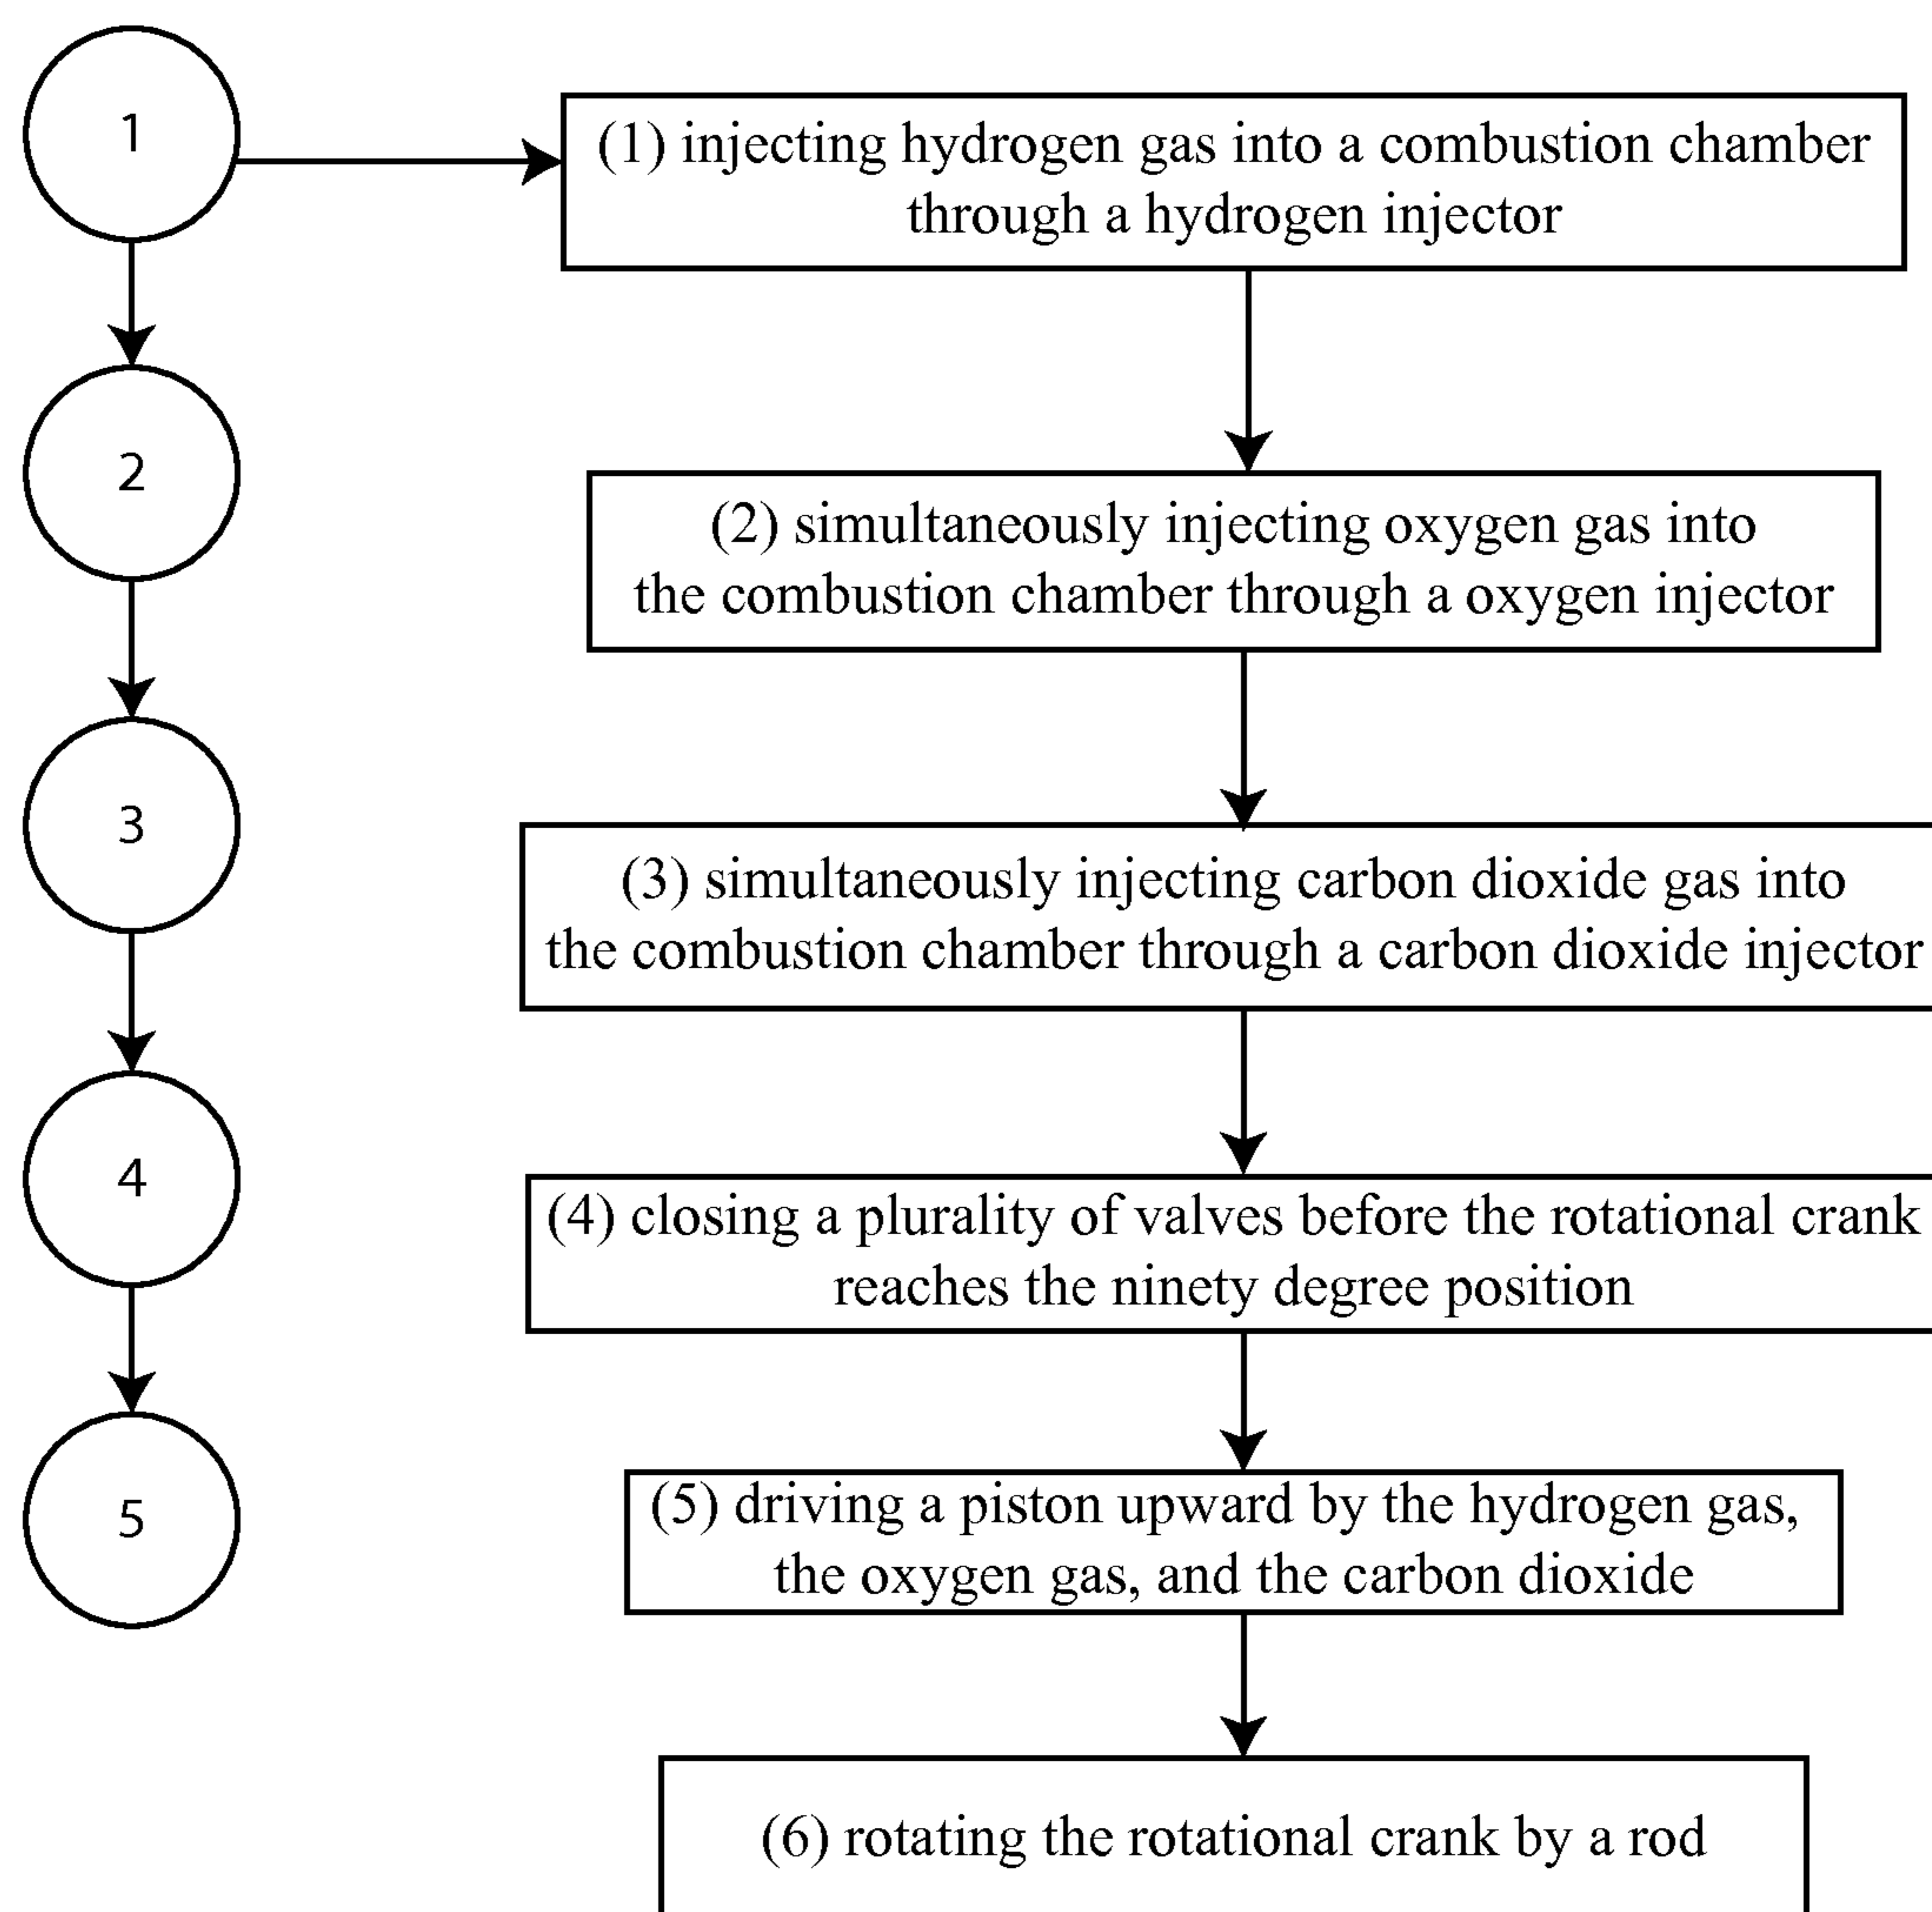 1
2
3
4
5
(1) injecting hydrogen gas into a combustion chamber
through a hydrogen injector
(2) simultaneously injecting oxygen gas into
the combustion chamber through a oxygen injector
(3) simultaneously injecting carbon dioxide gas into
the combustion chamber through a carbon dioxide injector
(4) closing a plurality of valves before the rotational crank
reaches the ninety degree position
(5) driving a piston upward by the hydrogen gas,
the oxygen gas, and the carbon dioxide
(6) rotating the rotational crank by a rod